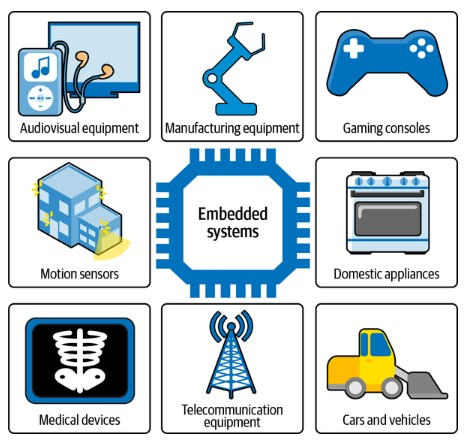 Audiovisual equipment
Manufacturing equipment
Gaming consoles
Motion sensors
Embedded
systems
Domestic appliances
Medical devices
Telecommunication
equipment
Cars and vehicles